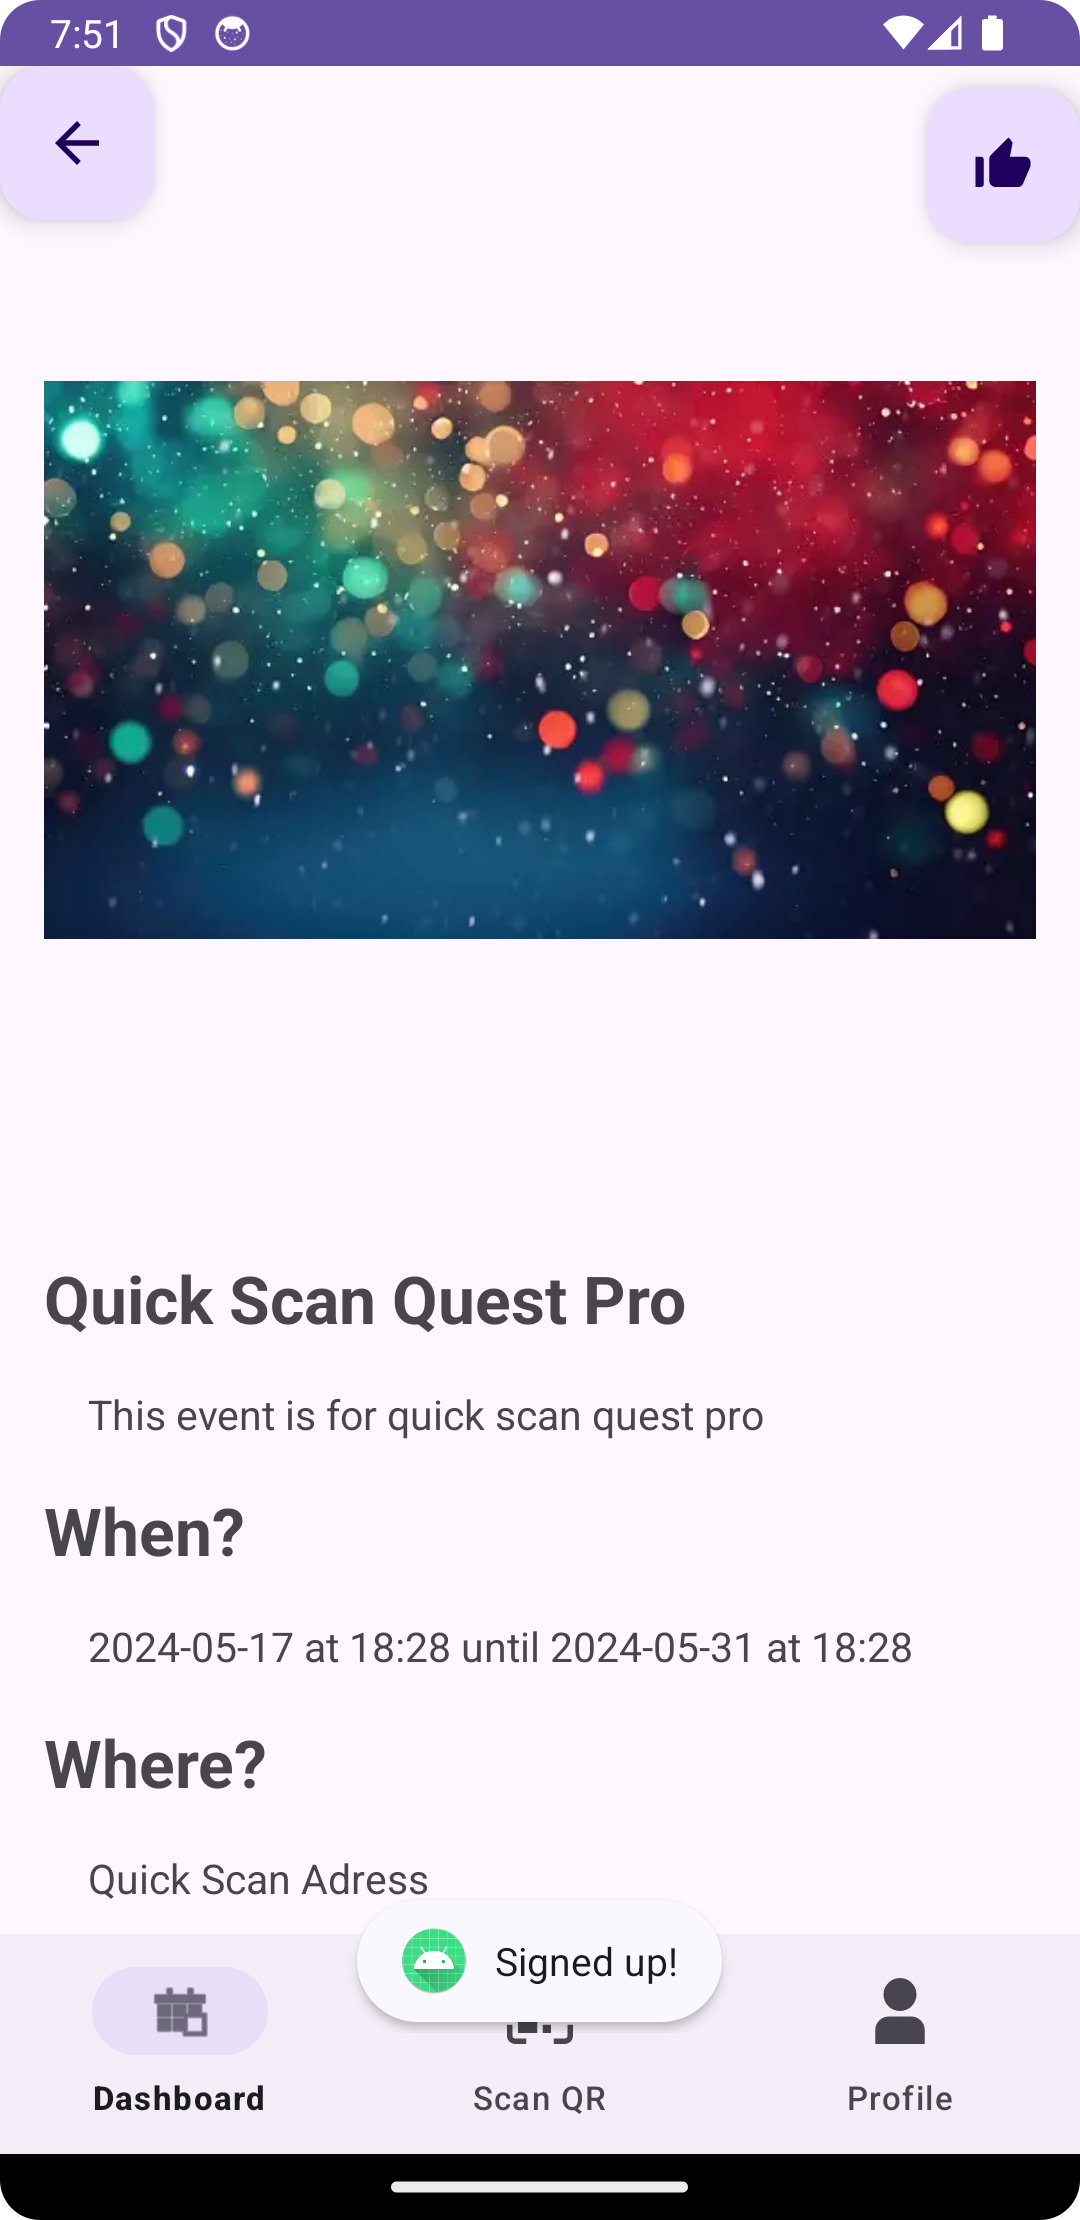 7:51
Quick Scan Quest Pro
This event is for quick scan quest pro
When?
2024-05-17 at 18:28 until 2024-05-31 at 18:28
Where?
Quick Scan Adress
Signed up!
Dashboard
Scan QR
Profile